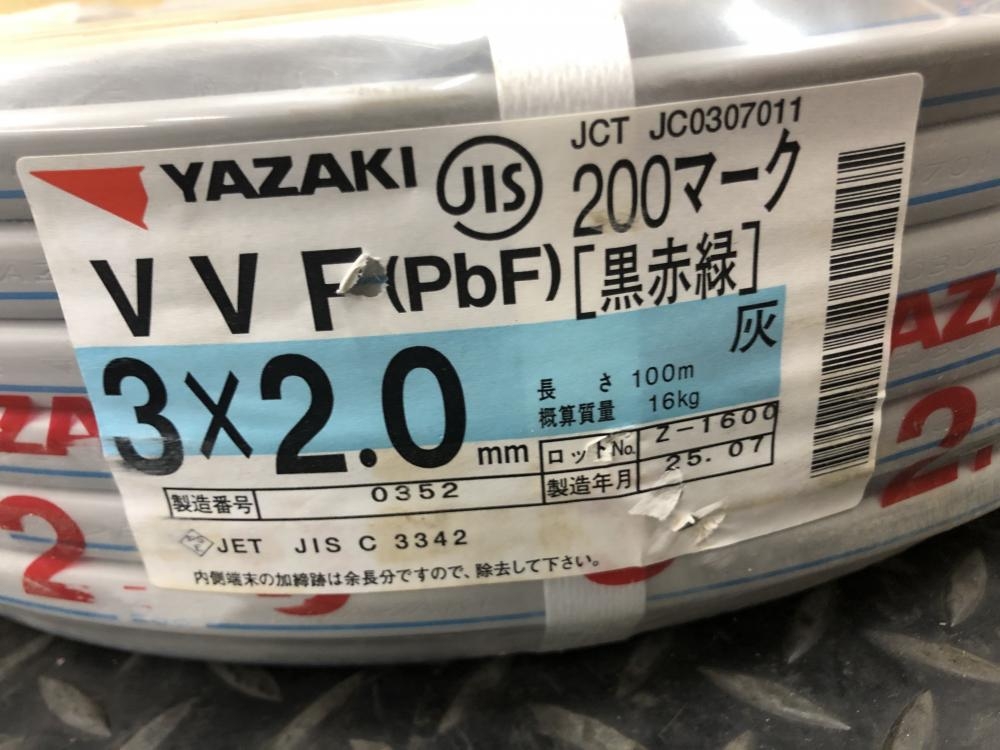 JCT JC0307011
YAZAKI JIS 200マーク
VVF(PbF) [黒赤緑]
灰
3×2.0mm
長さ 100m
概算質量 16kg
ロットNo. Z-1600
製造年月 25.07
製造番号 0352
JET JIS C 3342
内側端末の加締跡は余長分ですので、除去して下さい。